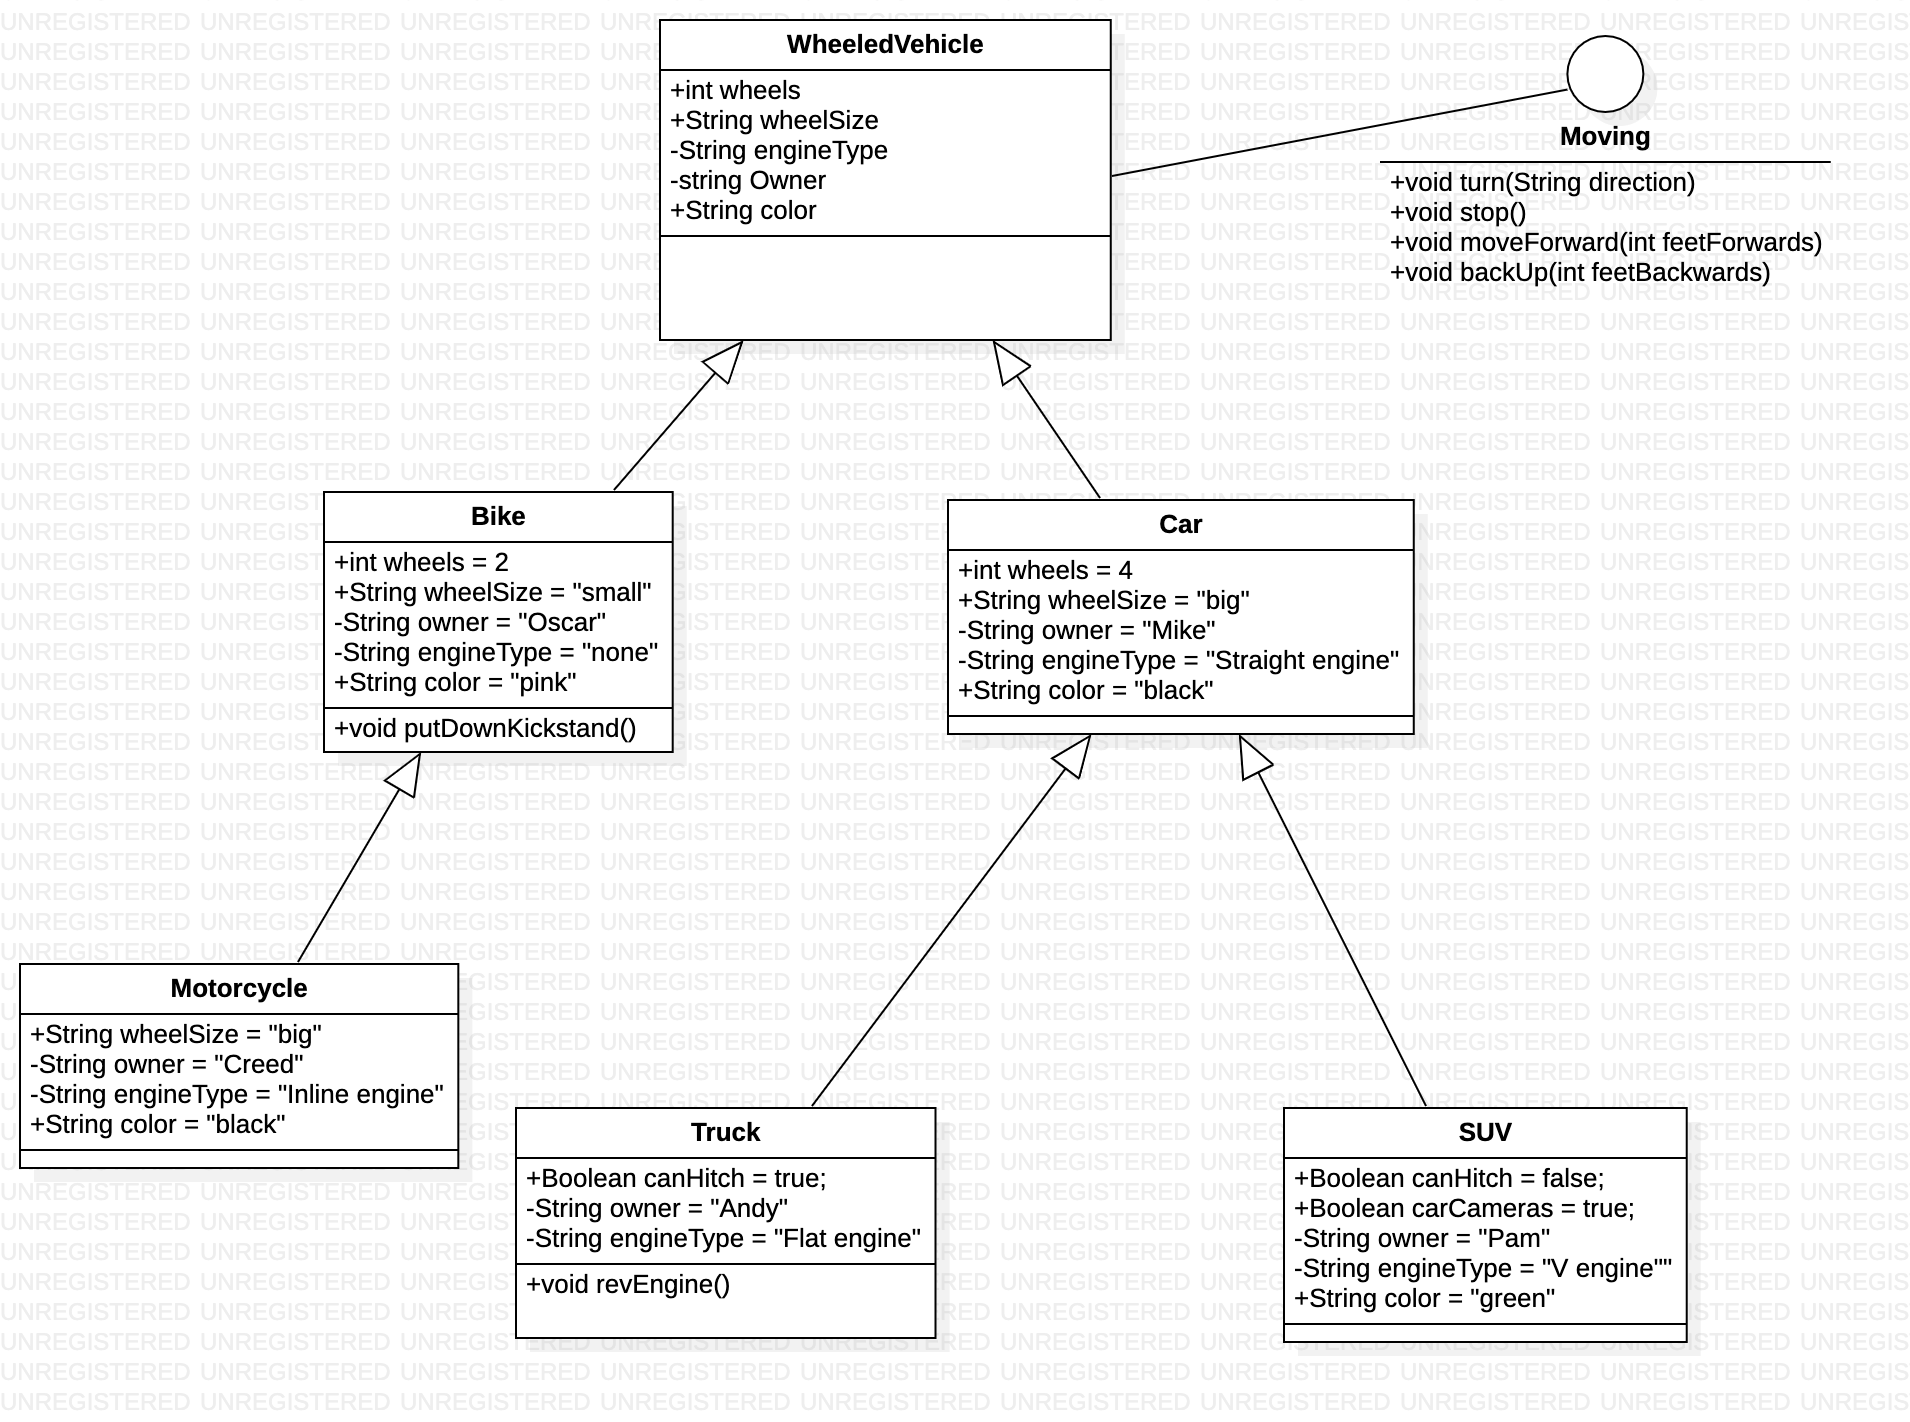 WheeledVehicle
+int wheels
+String wheelSize
-String engineType
-string Owner
+String color
Moving
+void turn(String direction)
+void stop()
+void moveForward(int feetForwards)
+void backUp(int feetBackwards)
Bike
+int wheels = 2
+String wheelSize = "small"
-String owner = "Oscar"
-String engineType = "none"
+String color = "pink"
+void putDownKickstand()
Car
+int wheels = 4
+String wheelSize = "big"
-String owner = "Mike"
-String engineType = "Straight engine"
+String color = "black"
Motorcycle
+String wheelSize = "big"
-String owner = "Creed"
-String engineType = "Inline engine"
+String color = "black"
Truck
+Boolean canHitch = true;
-String owner = "Andy"
-String engineType = "Flat engine"
+void revEngine()
SUV
+Boolean canHitch = false;
+Boolean carCameras = true;
-String owner = "Pam"
-String engineType = "V engine""
+String color = "green"
UNREGISTERED